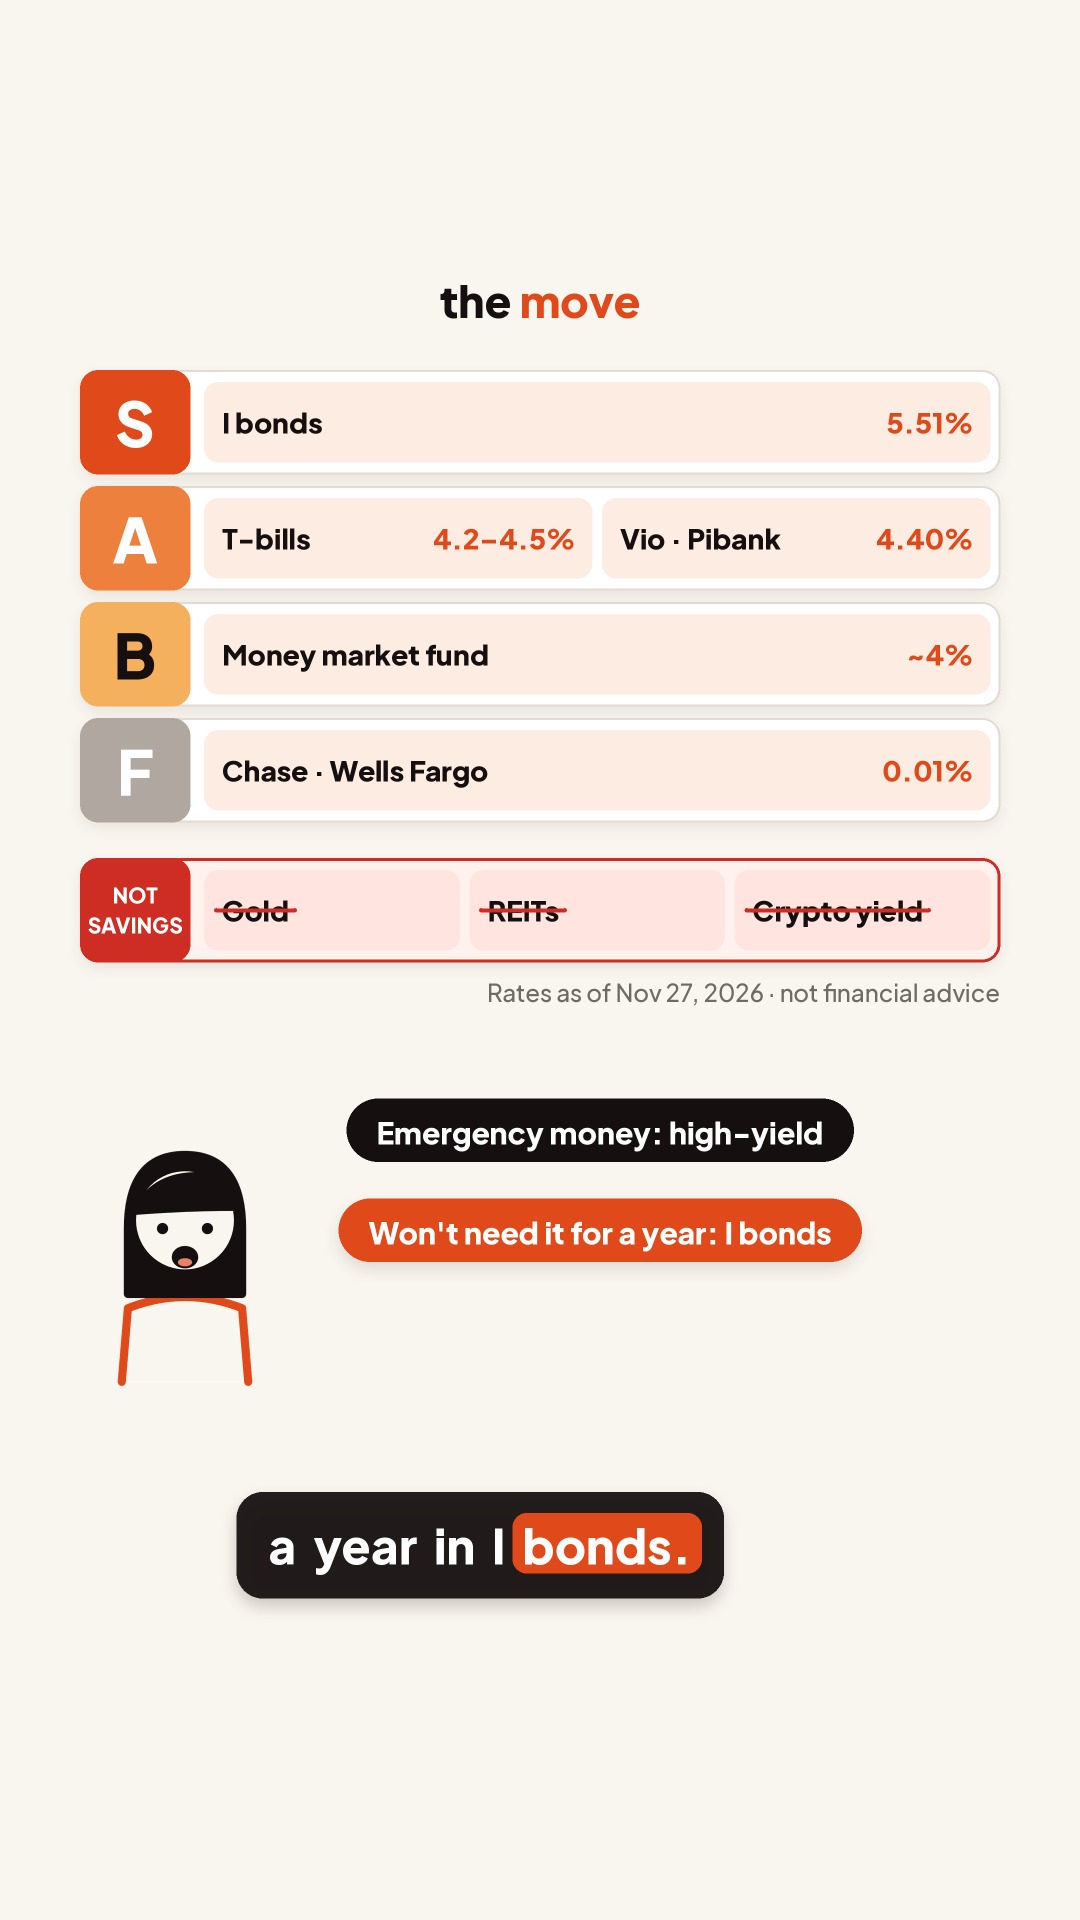 the move
S
I bonds 5.51%
A
T-bills 4.2–4.5% Vio · Pibank 4.40%
B
Money market fund ~4%
F
Chase · Wells Fargo 0.01%
NOT
SAVINGS
Gold REITs Crypto yield
Rates as of Nov 27, 2026 · not financial advice
Emergency money: high-yield
Won't need it for a year: I bonds
a year in I bonds.